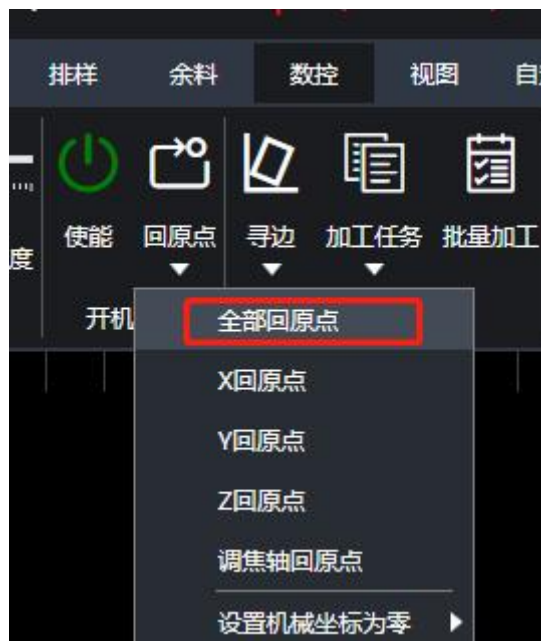 排样 余料 数控 视图
使能 回原点 寻边 加工任务 批量加工
度
开机
全部回原点
X回原点
Y回原点
Z回原点
调焦轴回原点
设置机械坐标为零